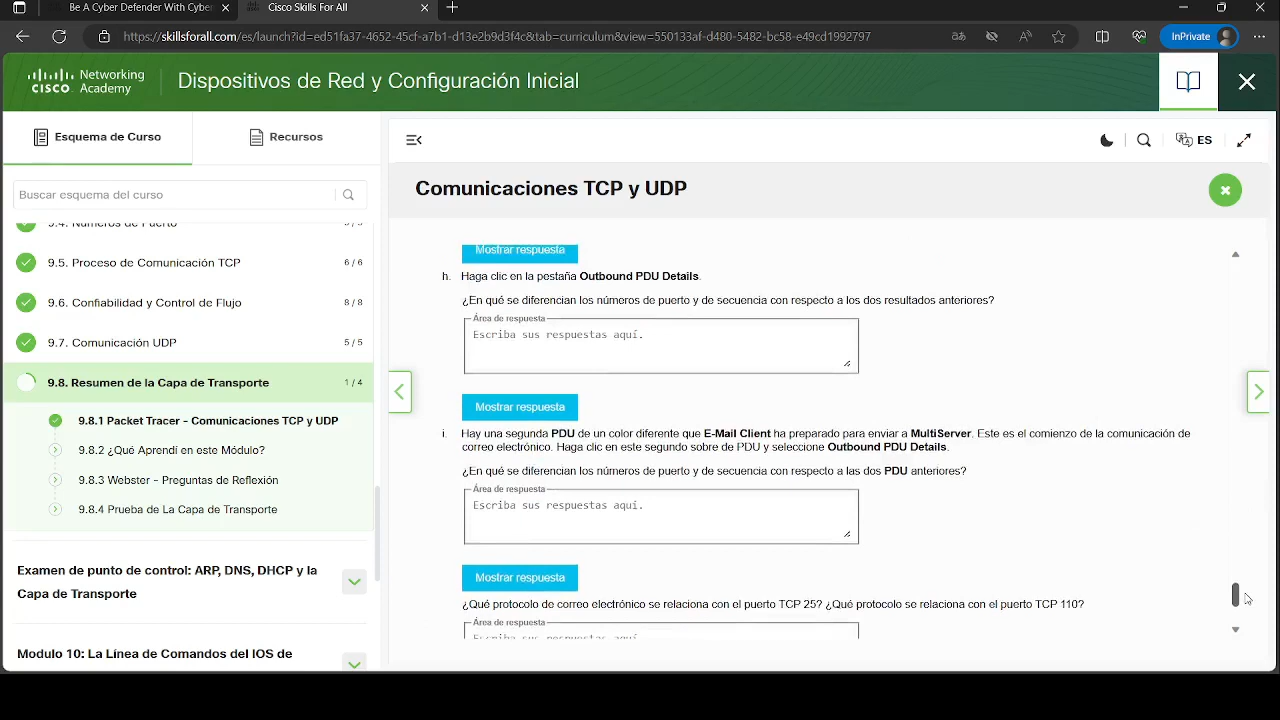 Be A Cyber Defender With Cyber
Cisco Skills For All
https://skillsforall.com/es/launch?id=ed51fa37-4652-45cf-a7b1-d13e2b9d3f4c8&tab=curriculum&view=550133af-d480-5482-bc58-e49cd1992797
InPrivate
CISCO Networking Academy
Dispositivos de Red y Configuración Inicial
Esquema de Curso
Recursos
ES
Buscar esquema del curso
Comunicaciones TCP y UDP
9.4. Números de Puerto
9.5. Proceso de Comunicación TCP 6 / 6
9.6. Confiabilidad y Control de Flujo 8 / 8
9.7. Comunicación UDP 5 / 5
9.8. Resumen de la Capa de Transporte 1 / 4
9.8.1 Packet Tracer - Comunicaciones TCP y UDP
9.8.2 ¿Qué Aprendí en este Módulo?
9.8.3 Webster - Preguntas de Reflexión
9.8.4 Prueba de La Capa de Transporte
Examen de punto de control: ARP, DNS, DHCP y la
Capa de Transporte
Modulo 10: La Línea de Comandos del IOS de
Mostrar respuesta
h. Haga clic en la pestaña Outbound PDU Details.
¿En qué se diferencian los números de puerto y de secuencia con respecto a los dos resultados anteriores?
Área de respuesta
Escriba sus respuestas aquí.
Mostrar respuesta
i. Hay una segunda PDU de un color diferente que E-Mail Client ha preparado para enviar a MultiServer. Este es el comienzo de la comunicación de
correo electrónico. Haga clic en este segundo sobre de PDU y seleccione Outbound PDU Details.
¿En qué se diferencian los números de puerto y de secuencia con respecto a las dos PDU anteriores?
Área de respuesta
Escriba sus respuestas aquí.
Mostrar respuesta
¿Qué protocolo de correo electrónico se relaciona con el puerto TCP 25? ¿Qué protocolo se relaciona con el puerto TCP 110?
Área de respuesta
Escriba sus respuestas aquí.